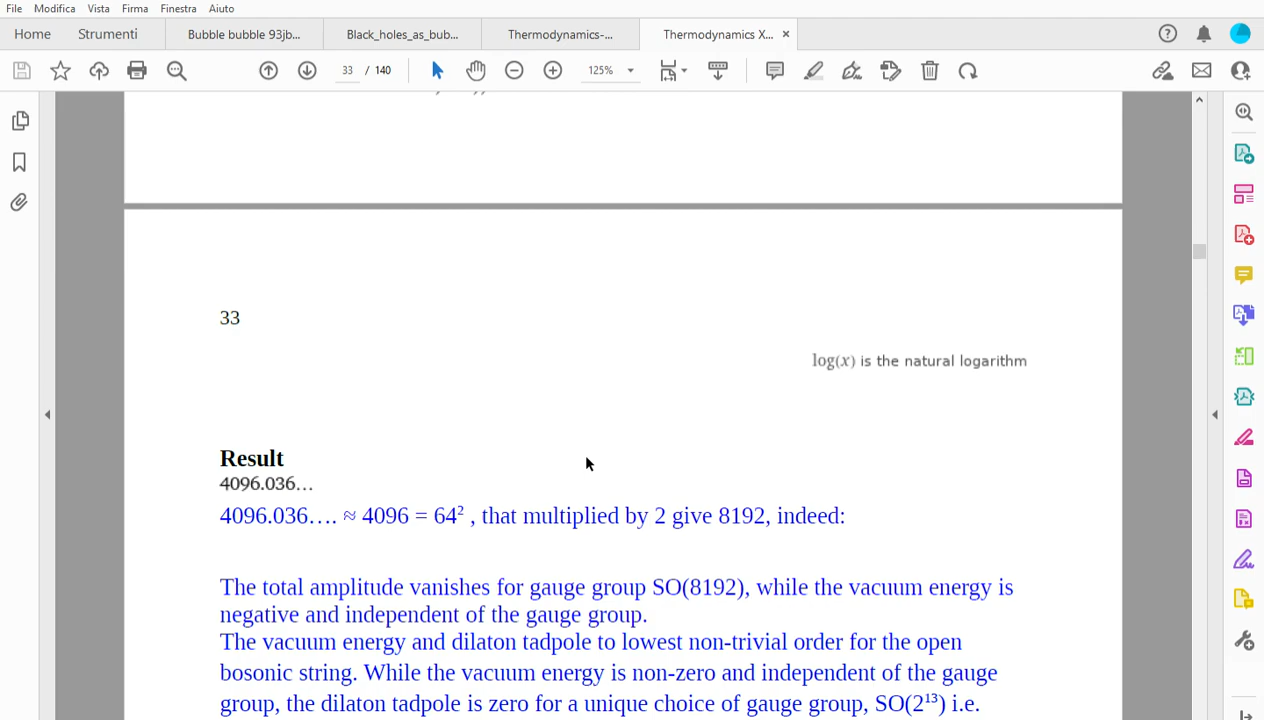 File Modifica Vista Firma Finestra Aiuto
Home Strumenti Bubble bubble 93jb... Black_holes_as_bub... Thermodynamics-... Thermodynamics X... ×
33 / 140 125%
33
log(x) is the natural logarithm
Result
4096.036...
4096.036.... ≈ 4096 = 64² , that multiplied by 2 give 8192, indeed:
The total amplitude vanishes for gauge group SO(8192), while the vacuum energy is
negative and independent of the gauge group.
The vacuum energy and dilaton tadpole to lowest non-trivial order for the open
bosonic string. While the vacuum energy is non-zero and independent of the gauge
group, the dilaton tadpole is zero for a unique choice of gauge group, SO(2¹³) i.e.